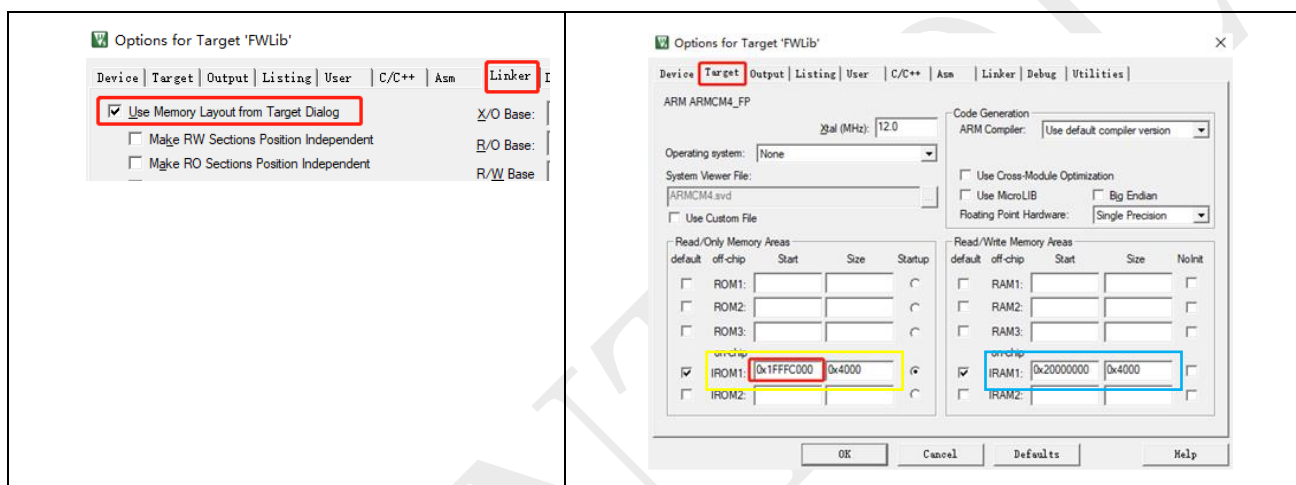 Options for Target 'FWLib'
Device Target Output Listing User C/C++ Asm Linker
Use Memory Layout from Target Dialog
X/O Base:
Make RW Sections Position Independent
R/O Base:
Make RO Sections Position Independent
R/W Base
Options for Target 'FWLib'
Device Target Output Listing User C/C++ Asm Linker Debug Utilities
ARM ARMCM4_FP
Xtal (MHz): 12.0
Operating system: None
System Viewer File:
ARMCM4.svd
...
Use Custom File
Code Generation
ARM Compiler: Use default compiler version
Use Cross-Module Optimization
Use MicroLIB Big Endian
Floating Point Hardware: Single Precision
Read/Only Memory Areas
default off-chip Start Size Startup
ROM1:
ROM2:
ROM3:
on-chip
IROM1: 0x1FFFC000 0x4000
IROM2:
Read/Write Memory Areas
default off-chip Start Size NoInit
RAM1:
RAM2:
RAM3:
on-chip
IRAM1: 0x20000000 0x4000
IRAM2:
OK Cancel Defaults Help